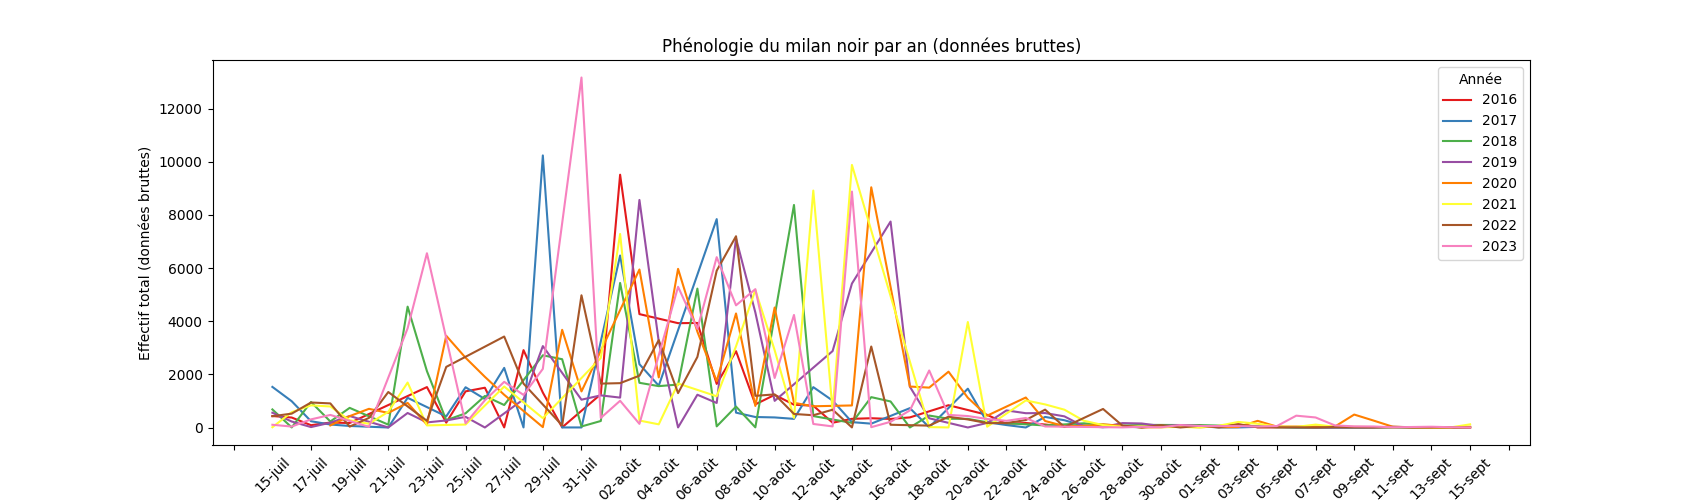 Phénologie du milan noir par an (données bruttes)
Effectif total (données bruttes)
12000
10000
8000
6000
4000
2000
0
Année
2016
2017
2018
2019
2020
2021
2022
2023
15-juil
17-juil
19-juil
21-juil
23-juil
25-juil
27-juil
29-juil
31-juil
02-août
04-août
06-août
08-août
10-août
12-août
14-août
16-août
18-août
20-août
22-août
24-août
26-août
28-août
30-août
01-sept
03-sept
05-sept
07-sept
09-sept
11-sept
13-sept
15-sept